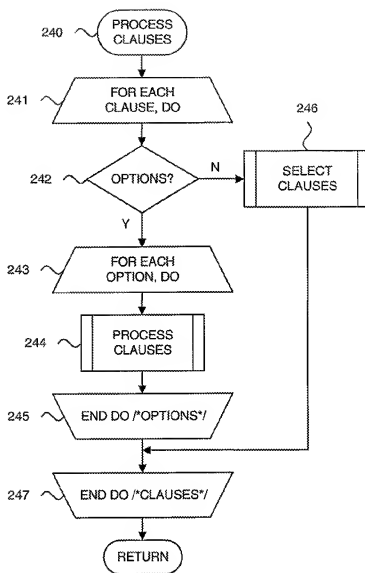 240
PROCESS
CLAUSES
241
FOR EACH
CLAUSE, DO
246
242
OPTIONS?
N
SELECT
CLAUSES
Y
243
FOR EACH
OPTION, DO
244
PROCESS
CLAUSES
245
END DO /*OPTIONS*/
247
END DO /*CLAUSES*/
RETURN